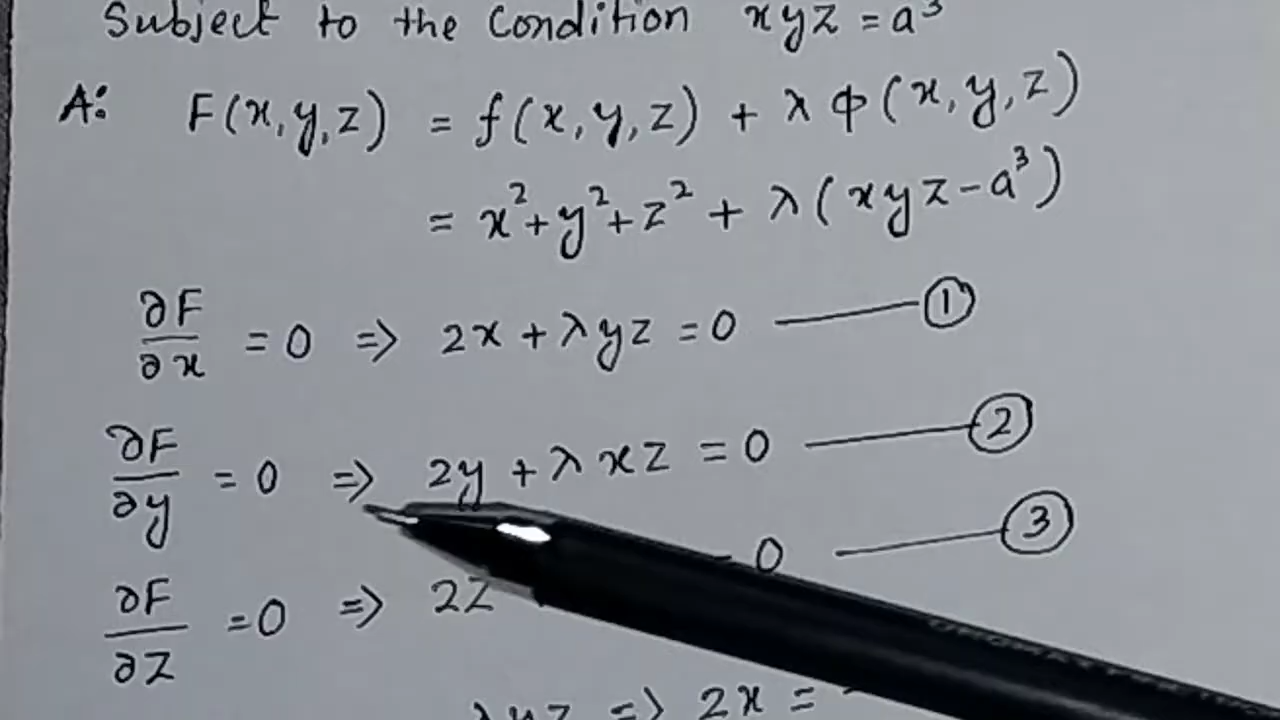 Subject to the Condition xyz = a³
A: F(x,y,z) = f(x,y,z) + λ φ(x,y,z)
= x² + y² + z² + λ(xyz - a³)
∂F/∂x = 0 => 2x + λyz = 0 —— ①
∂F/∂y = 0 => 2y + λxz = 0 —— ②
∂F/∂z = 0 => 2z 0 —— ③
λyz => 2x =